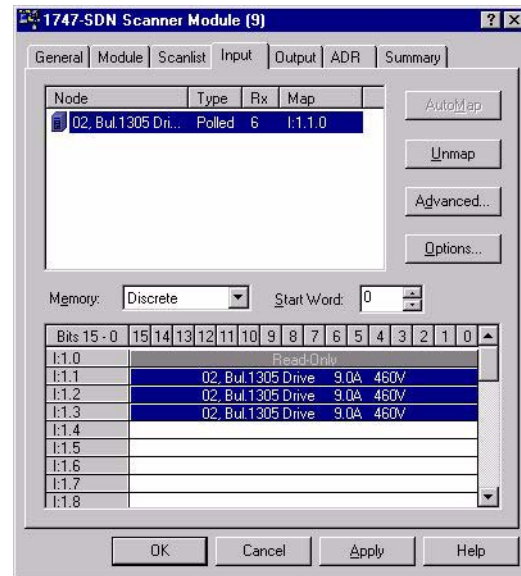 1747-SDN Scanner Module (9)
General Module Scanlist Input Output ADR Summary
Node Type Rx Map
02, Bul.1305 Dri... Polled 6 I:1.1.0
AutoMap
Unmap
Advanced...
Options...
Memory: Discrete Start Word: 0
Bits 15 - 0 15 14 13 12 11 10 9 8 7 6 5 4 3 2 1 0
I:1.0 Read-Only
I:1.1 02, Bul.1305 Drive 9.0A 460V
I:1.2 02, Bul.1305 Drive 9.0A 460V
I:1.3 02, Bul.1305 Drive 9.0A 460V
I:1.4
I:1.5
I:1.6
I:1.7
I:1.8
OK Cancel Apply Help